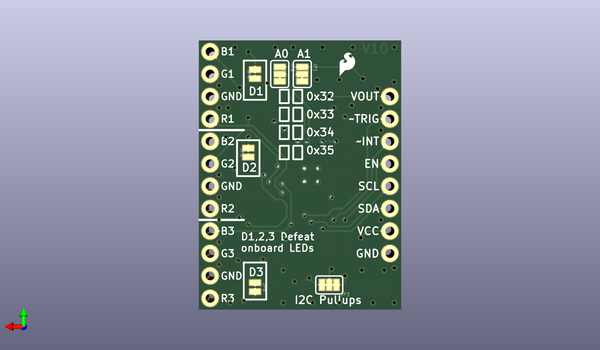 V10
B1
G1
GND
R1
B2
G2
GND
R2
B3
G3
GND
R3
A0 A1
D1
0x32
0x33
0x34
0x35
D2
D1,2,3 Defeat
onboard LEDs
D3
I2C Pullups
VOUT
~TRIG
~INT
EN
SCL
SDA
VCC
GND